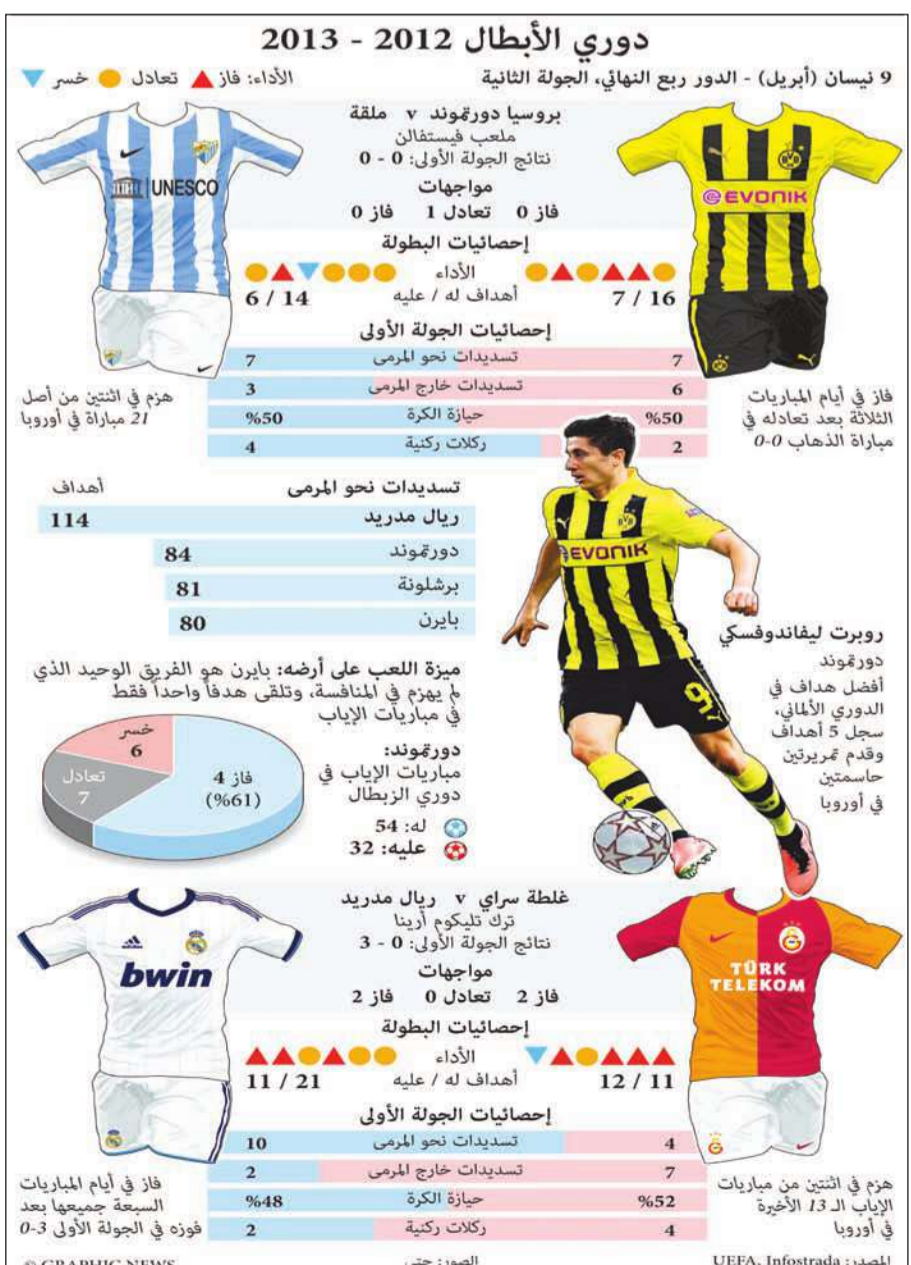 دوري الأبطال 2012 - 2013
9 نيسان (أبريل) - الدور ربع النهائي، الجولة الثانية
الأداء: فاز تعادل خسر
بروسيا دورتموند v ملقة
ملعب فيستفالن
نتائج الجولة الأولى: 0 - 0
مواجهات
فاز 0 تعادل 1 فاز 0
إحصائيات البطولة
الأداء
7 / 16 أهداف له / عليه 6 / 14
إحصائيات الجولة الأولى
7 تسديدات نحو المرمى 7
6 تسديدات خارج المرمى 3
%50 حيازة الكرة %50
2 ركلات ركنية 4
EVONIK
BVB
UNESCO
فاز في أيام المباريات
الثلاثة بعد تعادله في
مباراة الذهاب 0-0
هزم في اثنتين من أصل
21 مباراة في أوروبا
تسديدات نحو المرمى أهداف
ريال مدريد 114
دورتموند 84
برشلونة 81
بايرن 80
EVONIK
BVB
9
روبرت ليفاندوفسكي
دورتموند
أفضل هداف في
الدوري الألماني،
سجل 5 أهداف
وقدم تمريرتين
حاسمتين
في أوروبا
ميزة اللعب على أرضه: بايرن هو الفريق الوحيد الذي
لم يهزم في المنافسة، وتلقى هدفاً واحداً فقط
في مباريات الإياب
دورتموند:
مباريات الإياب في
دوري الزبطال
له: 54
عليه: 32
خسر
6
تعادل
7
فاز 4
(%61)
غلطة سراي v ريال مدريد
ترك تليكوم أرينا
نتائج الجولة الأولى: 0 - 3
مواجهات
فاز 2 تعادل 0 فاز 2
إحصائيات البطولة
الأداء
12 / 11 أهداف له / عليه 11 / 21
إحصائيات الجولة الأولى
4 تسديدات نحو المرمى 10
7 تسديدات خارج المرمى 2
%52 حيازة الكرة %48
4 ركلات ركنية 2
TÜRK
TELEKOM
bwin
هزم في اثنتين من مباريات
الإياب الـ 13 الأخيرة
في أوروبا
فاز في أيام المباريات
السبعة جميعها بعد
فوزه في الجولة الأولى 3-0
المصدر: UEFA, Infostrada
الصور: جتي
© GRAPHIC NEWS